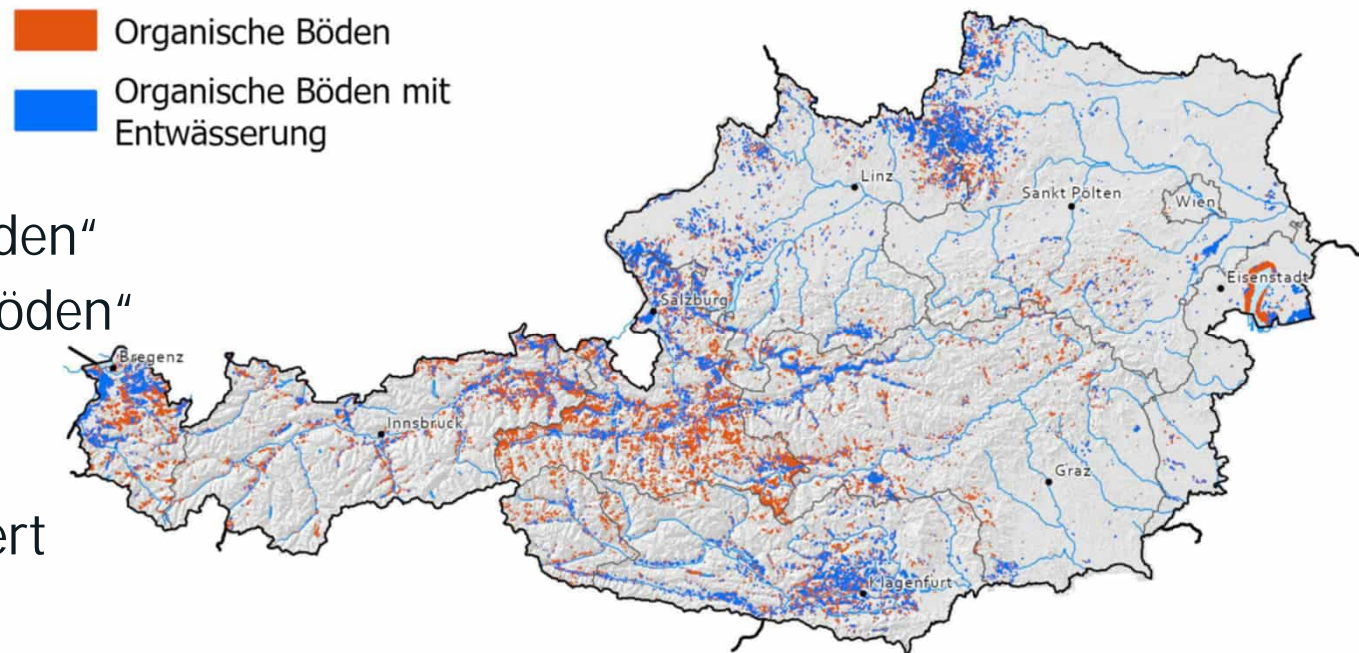 Organische Böden
Organische Böden mit
Entwässerung
den“
öden“
ert
Linz
Sankt Pölten
Wien
Salzburg
Eisenstadt
Bregenz
Innsbruck
Graz
Klagenfurt